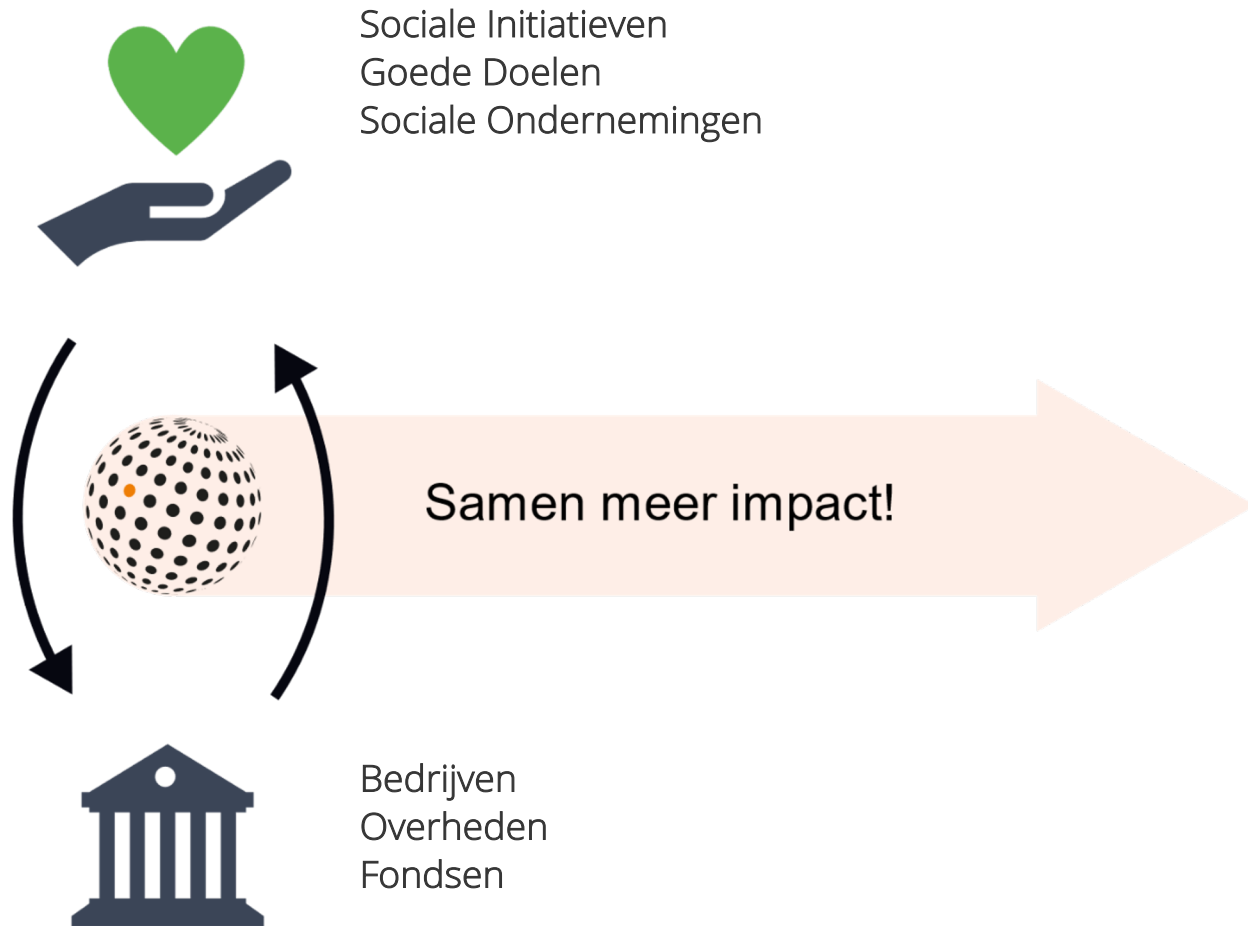 Sociale Initiatieven
Goede Doelen
Sociale Ondernemingen
Samen meer impact!
Bedrijven
Overheden
Fondsen